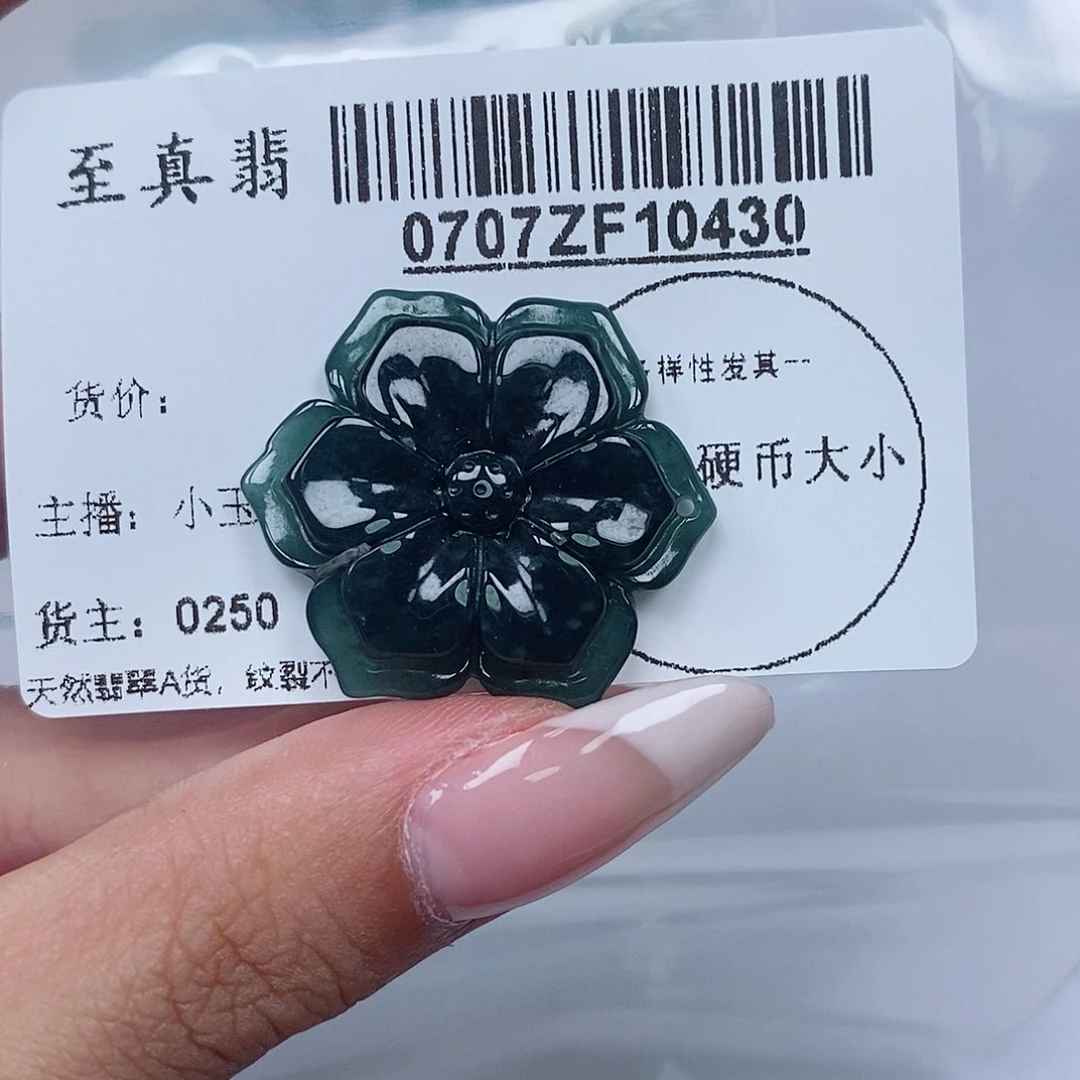 至真翡
0707ZF10430
货价：
样性发其一
硬币大小
主播： 小玉
货主：0250
天然翡翠A货，纹裂不